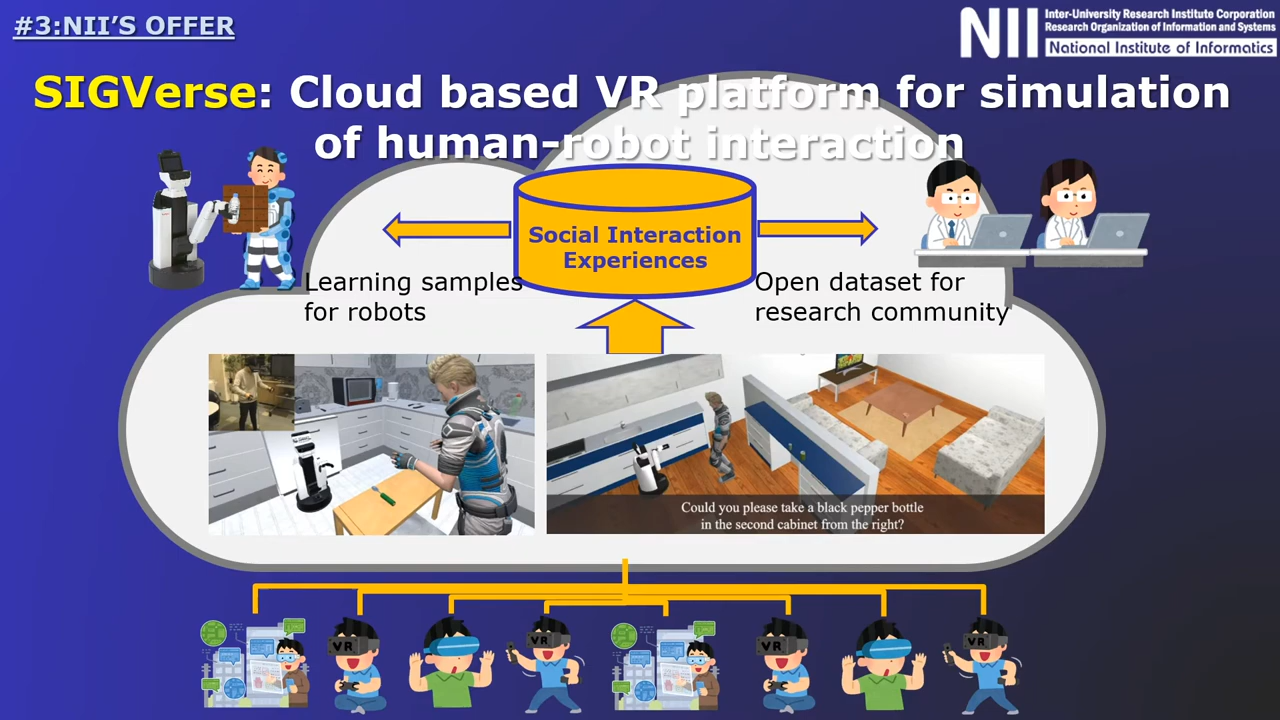 #3:NII'S OFFER
NII
Inter-University Research Institute Corporation
Research Organization of Information and Systems
National Institute of Informatics
SIGVerse: Cloud based VR platform for simulation
of human-robot interaction
Social Interaction
Experiences
Learning samples
for robots
Open dataset for
research community
Could you please take a black pepper bottle
in the second cabinet from the right?
VR
VR
VR
VR